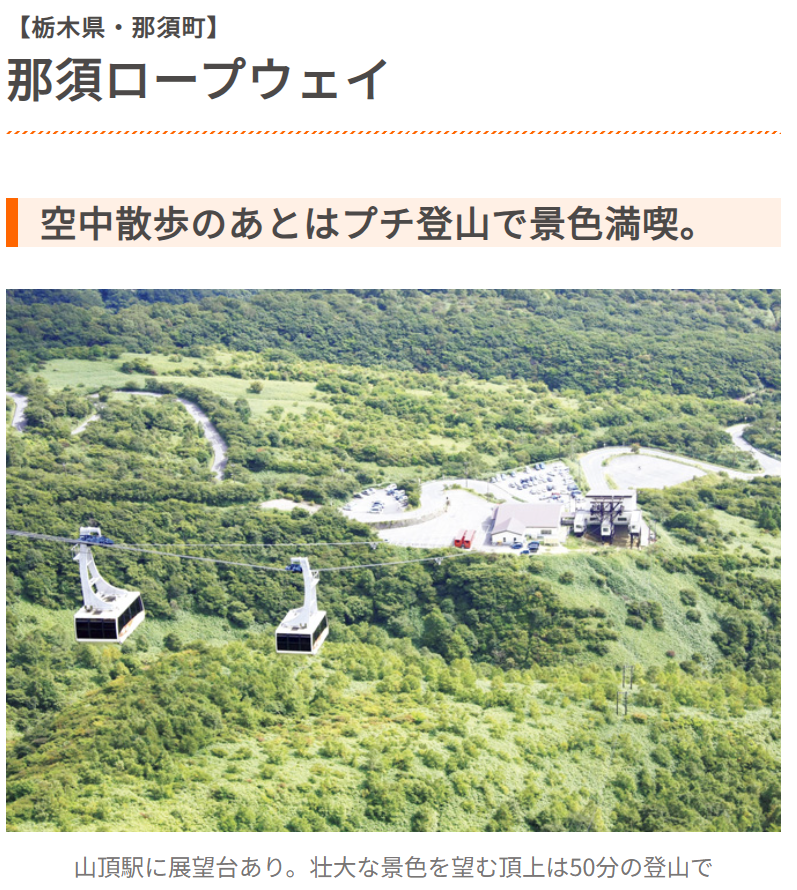 【栃木県・那須町】
那須ロープウェイ
空中散歩のあとはプチ登山で景色満喫。
山頂駅に展望台あり。壮大な景色を望む頂上は50分の登山で